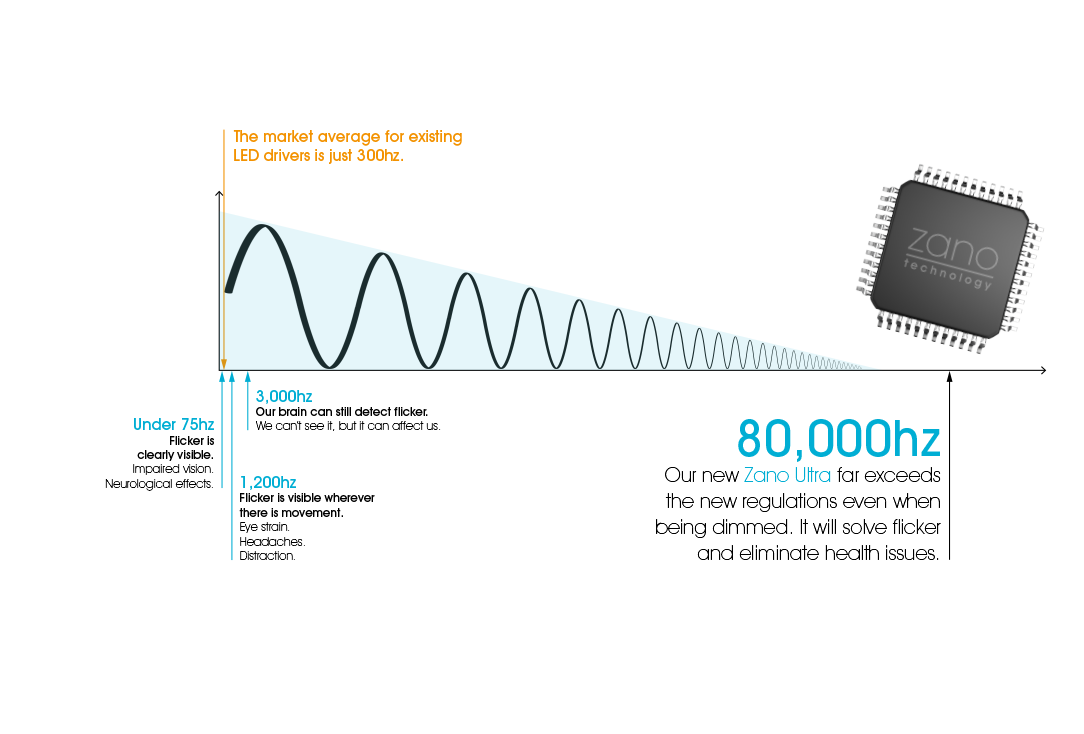 The market average for existing
LED drivers is just 300hz.
zano
technology
3,000hz
Our brain can still detect flicker.
We can't see it, but it can affect us.
Under 75hz
Flicker is
clearly visible.
Impaired vision.
Neurological effects.
1,200hz
Flicker is visible wherever
there is movement.
Eye strain.
Headaches.
Distraction.
80,000hz
Our new Zano Ultra far exceeds
the new regulations even when
being dimmed. It will solve flicker
and eliminate health issues.